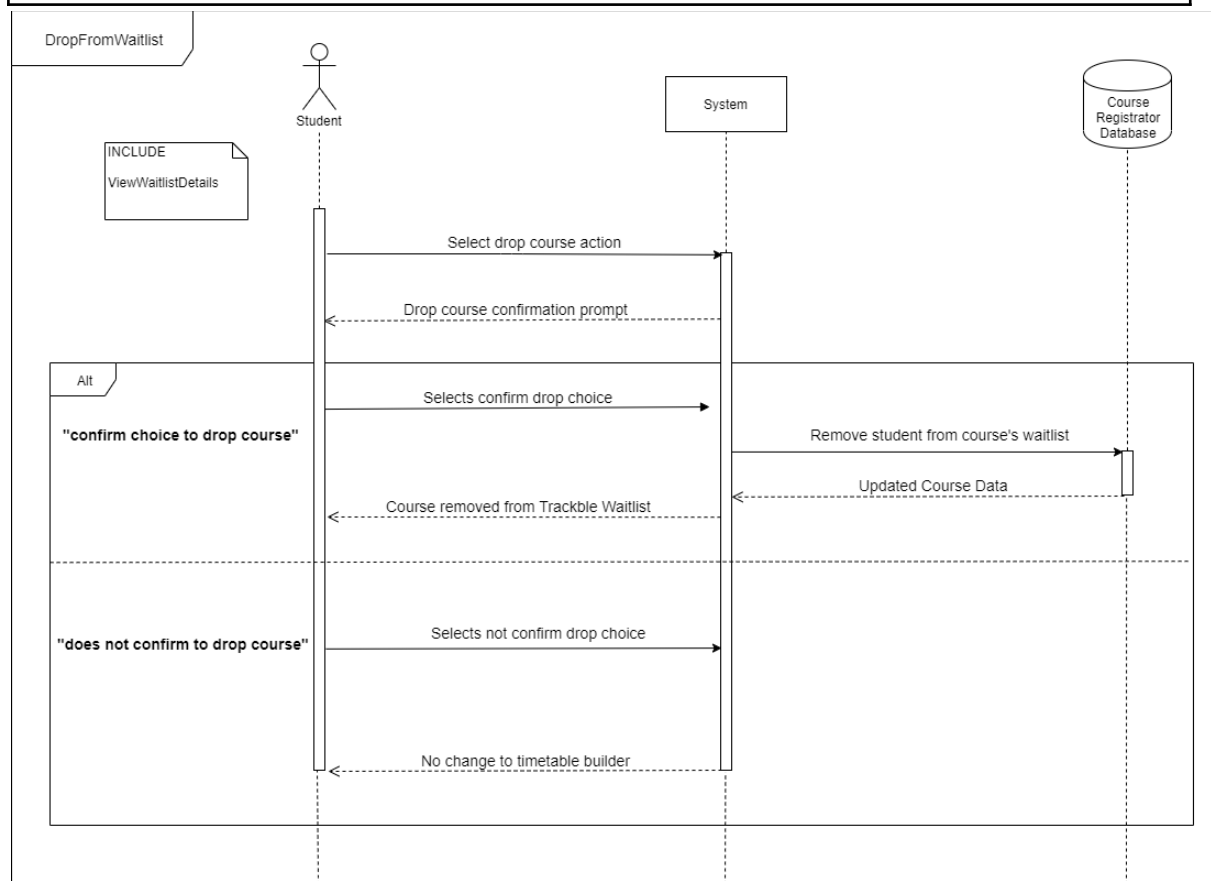 DropFromWaitlist
Student
System
Course
Registrator
Database
INCLUDE
ViewWaitlistDetails
Select drop course action
Drop course confirmation prompt
Alt
Selects confirm drop choice
"confirm choice to drop course"
Remove student from course's waitlist
Updated Course Data
Course removed from Trackble Waitlist
Selects not confirm drop choice
"does not confirm to drop course"
No change to timetable builder